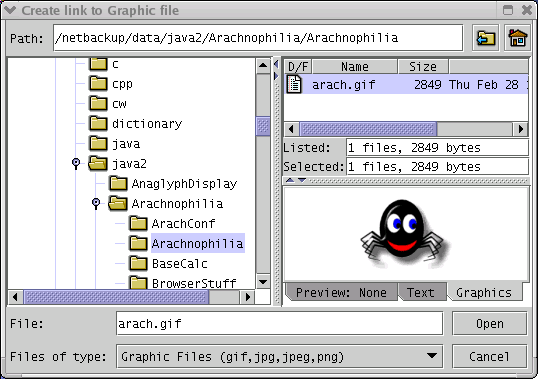 Create link to Graphic file
Path: /netbackup/data/java2/Arachnophilia/Arachnophilia
c
cpp
cw
dictionary
java
java2
AnaglyphDisplay
Arachnophilia
ArachConf
Arachnophilia
BaseCalc
BrowserStuff
D/F Name Size
arach.gif 2849 Thu Feb 28
Listed: 1 files, 2849 bytes
Selected: 1 files, 2849 bytes
Preview: None Text Graphics
File: arach.gif Open
Files of type: Graphic Files (gif,jpg,jpeg,png) Cancel